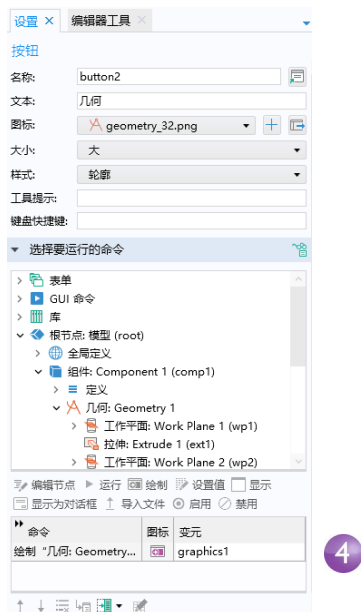 设置 × 编辑器工具 ×
按钮
名称: button2
文本: 几何
图标: geometry_32.png
大小: 大
样式: 轮廓
工具提示:
键盘快捷键:
选择要运行的命令
表单
GUI 命令
库
根节点: 模型 (root)
全局定义
组件: Component 1 (comp1)
定义
几何: Geometry 1
工作平面: Work Plane 1 (wp1)
拉伸: Extrude 1 (ext1)
工作平面: Work Plane 2 (wp2)
编辑节点 运行 绘制 设置值 显示
显示为对话框 导入文件 启用 禁用
命令 图标 变元
绘制 "几何: Geometry... graphics1
4